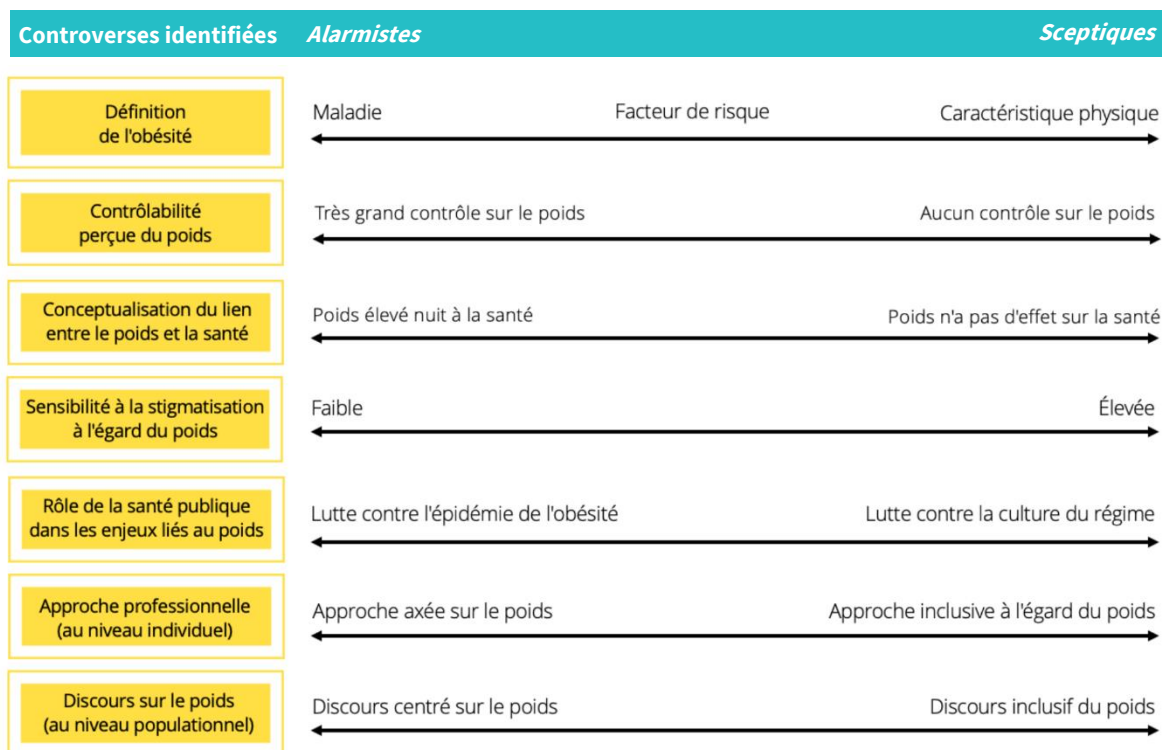 Controverses identifiées Alarmistes Sceptiques
Définition
de l'obésité
Maladie Facteur de risque Caractéristique physique
Contrôlabilité
perçue du poids
Très grand contrôle sur le poids Aucun contrôle sur le poids
Conceptualisation du lien
entre le poids et la santé
Poids élevé nuit à la santé Poids n'a pas d'effet sur la santé
Sensibilité à la stigmatisation
à l'égard du poids
Faible Élevée
Rôle de la santé publique
dans les enjeux liés au poids
Lutte contre l'épidémie de l'obésité Lutte contre la culture du régime
Approche professionnelle
(au niveau individuel)
Approche axée sur le poids Approche inclusive à l'égard du poids
Discours sur le poids
(au niveau populationnel)
Discours centré sur le poids Discours inclusif du poids